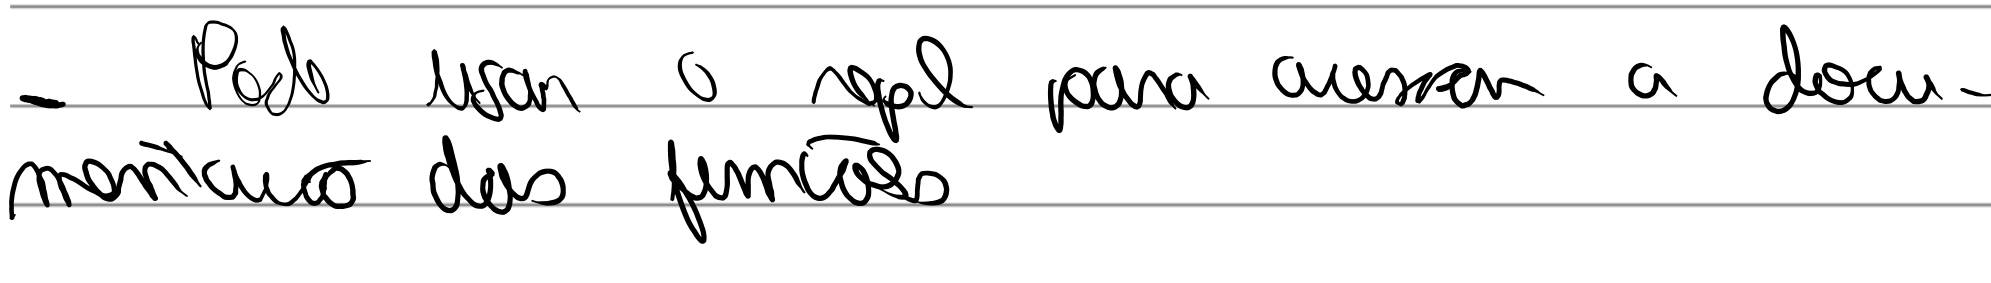 - Pode usar o repl para acessar a docu-
mentação das funções